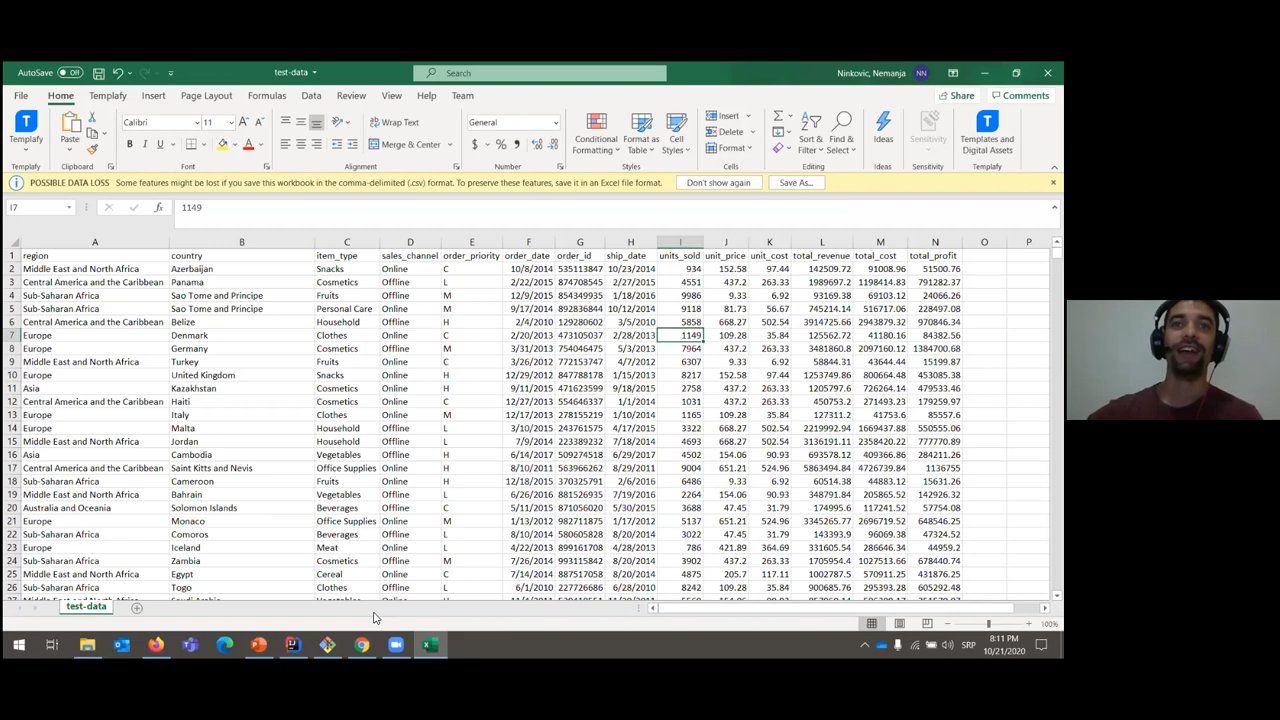 AutoSave Off test-data Search Ninkovic, Nemanja NN
File Home Templafy Insert Page Layout Formulas Data Review View Help Team Share Comments
Templafy Paste Calibri 11 Wrap Text General Conditional Formatting Format as Table Cell Styles Insert Sort & Filter Find & Select Ideas Sensitivity Templates and Digital Assets
B I U Merge & Center $ % Delete
Format
Templafy Clipboard Font Alignment Number Styles Cells Editing Ideas Sensitivity Templafy
POSSIBLE DATA LOSS Some features might be lost if you save this workbook in the comma-delimited (.csv) format. To preserve these features, save it in an Excel file format. Don't show again Save As...
I7 fx 1149
A B C D E F G H I J K L M N O P
1 region country item_type sales_channel order_priority order_date order_id ship_date units_sold unit_price unit_cost total_revenue total_cost total_profit
2 Middle East and North Africa Azerbaijan Snacks Online C 10/8/2014 535113847 10/23/2014 934 152.58 97.44 142509.72 91008.96 51500.76
3 Central America and the Caribbean Panama Cosmetics Offline L 2/22/2015 874708545 2/27/2015 4551 437.2 263.33 1989697.2 1198414.83 791282.37
4 Sub-Saharan Africa Sao Tome and Principe Fruits Offline M 12/9/2015 854349935 1/18/2016 9986 9.33 6.92 93169.38 69103.12 24066.26
5 Sub-Saharan Africa Sao Tome and Principe Personal Care Online M 9/17/2014 892836844 10/12/2014 9118 81.73 56.67 745214.14 516717.06 228497.08
6 Central America and the Caribbean Belize Household Offline H 2/4/2010 129280602 3/5/2010 5858 668.27 502.54 3914725.66 2943879.32 970846.34
7 Europe Denmark Clothes Online C 2/20/2013 473105037 2/28/2013 1149 109.28 35.84 125562.72 41180.16 84382.56
8 Europe Germany Cosmetics Offline M 3/31/2013 754046475 5/3/2013 7964 437.2 263.33 3481860.8 2097160.12 1384700.68
9 Middle East and North Africa Turkey Fruits Online C 3/26/2012 772153747 4/7/2012 6307 9.33 6.92 58844.31 43644.44 15199.87
10 Europe United Kingdom Snacks Online H 12/29/2012 847788178 1/15/2013 8217 152.58 97.44 1253749.86 800664.48 453085.38
11 Asia Kazakhstan Cosmetics Online H 9/11/2015 471623599 9/18/2015 2758 437.2 263.33 1205797.6 726264.14 479533.46
12 Central America and the Caribbean Haiti Cosmetics Online C 12/27/2013 554646337 1/1/2014 1031 437.2 263.33 450753.2 271493.23 179259.97
13 Europe Italy Clothes Online M 12/17/2013 278155219 1/10/2014 1165 109.28 35.84 127311.2 41753.6 85557.6
14 Europe Malta Household Offline H 3/10/2015 243761575 4/15/2015 3322 668.27 502.54 2219992.94 1669437.88 550555.06
15 Middle East and North Africa Jordan Household Offline L 7/9/2014 223389232 7/18/2014 4693 668.27 502.54 3136191.11 2358420.22 777770.89
16 Asia Cambodia Vegetables Offline H 6/14/2017 509274518 6/29/2017 4502 154.06 90.93 693578.12 409366.86 284211.26
17 Central America and the Caribbean Saint Kitts and Nevis Office Supplies Online H 8/10/2011 563966262 9/8/2011 9004 651.21 524.96 5863494.84 4726739.84 1136755
18 Sub-Saharan Africa Cameroon Fruits Online H 12/18/2015 370325791 2/6/2016 6486 9.33 6.92 60514.38 44883.12 15631.26
19 Middle East and North Africa Bahrain Vegetables Offline L 6/26/2016 881526935 7/19/2016 2264 154.06 90.93 348791.84 205865.52 142926.32
20 Australia and Oceania Solomon Islands Beverages Offline C 5/8/2015 871056020 5/30/2015 3688 47.45 31.79 174995.6 117241.52 57754.08
21 Europe Monaco Office Supplies Online M 1/13/2012 982711875 1/17/2012 5137 651.21 524.96 3345265.77 2696719.52 648546.25
22 Sub-Saharan Africa Comoros Beverages Offline L 8/10/2014 580605828 8/30/2014 3022 47.45 31.79 143393.9 96069.38 47324.52
23 Europe Iceland Meat Online L 4/22/2013 899161708 4/28/2013 786 421.89 364.69 331605.54 286646.34 44959.2
24 Sub-Saharan Africa Zambia Cosmetics Offline M 7/26/2014 993115842 9/3/2014 3902 437.2 263.33 1705954.4 1027513.66 678440.74
25 Middle East and North Africa Egypt Cereal Online C 7/14/2014 887517058 7/25/2014 4875 205.7 117.11 1002787.5 570911.25 431876.25
26 Sub-Saharan Africa Togo Clothes Offline L 6/1/2010 227726686 6/28/2010 8242 109.28 35.84 900685.76 295393.28 605292.48
test-data
100%
SRP 8:11 PM
10/21/2020